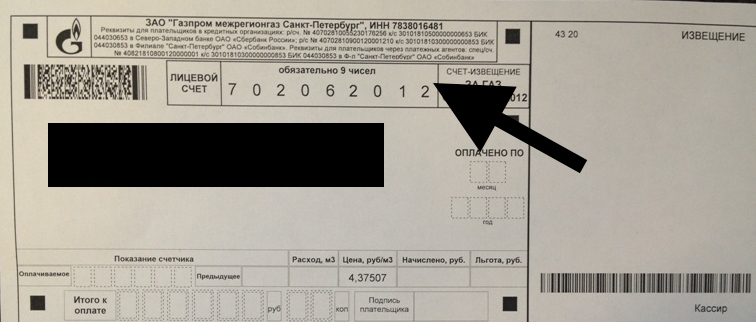 ЗАО "Газпром межрегионгаз Санкт-Петербург", ИНН 7838016481
Реквизиты для плательщиков в кредитных организациях: р/сч. № 40702810505523017625б к/с 30101810500000000653 БИК
044030653 в Северо-Западном банке ОАО «Сбербанк России»; р/с № 40702810900120001210 к/с 30101810300000000853 БИК
044030853 в Филиале "Санкт-Петербург" ОАО «Собинбанк». Реквизиты для плательщиков через платежных агентов: спец/сч.
№ 40821810800120000001 к/с 30101810300000000853 БИК 044030853 в Ф-л "Санкт-Петербург" ОАО «Собинбанк»
43 20
ИЗВЕЩЕНИЕ
ЛИЦЕВОЙ
СЧЕТ
обязательно 9 чисел
7 0 2 0 6 2 0 1 2
СЧЕТ-ИЗВЕЩЕНИЕ
ЗА ГАЗ
012
ОПЛАЧЕНО ПО
месяц
год
Показание счетчика
Расход, м3
Цена, руб/м3
Начислено, руб.
Льгота, руб.
Оплачиваемое
Предыдущее
4,37507
Итого к
оплате
руб
коп
Подпись
плательщика
Кассир